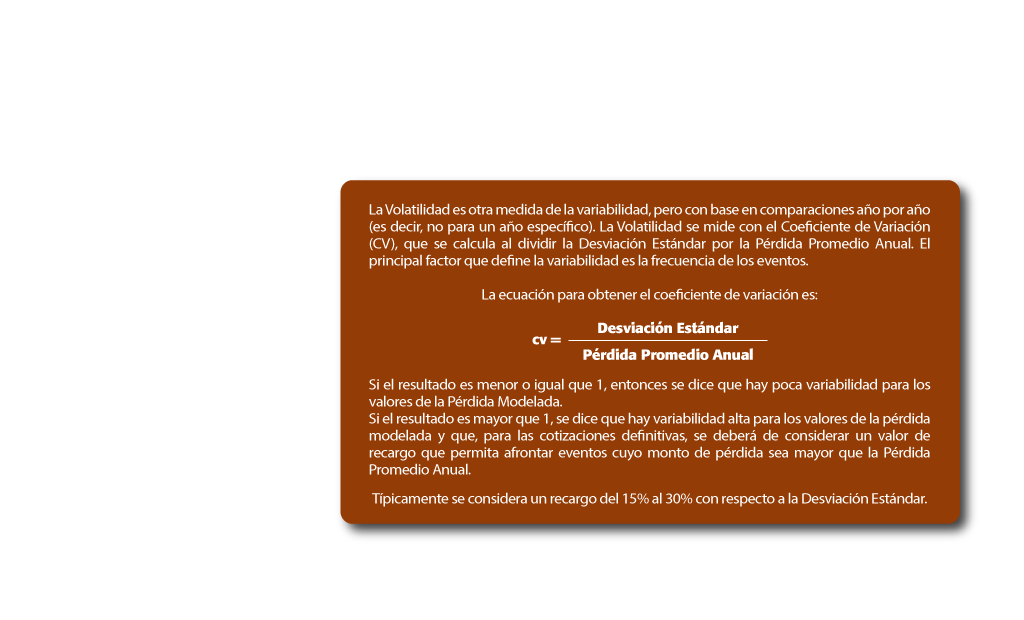 La Volatilidad es otra medida de la variabilidad, pero con base en comparaciones año por año
(es decir, no para un año específico). La Volatilidad se mide con el Coeficiente de Variación
(CV), que se calcula al dividir la Desviación Estándar por la Pérdida Promedio Anual. El
principal factor que define la variabilidad es la frecuencia de los eventos.
La ecuación para obtener el coeficiente de variación es:
Desviación Estándar
cv =
Pérdida Promedio Anual
Si el resultado es menor o igual que 1, entonces se dice que hay poca variabilidad para los
valores de la Pérdida Modelada.
Si el resultado es mayor que 1, se dice que hay variabilidad alta para los valores de la pérdida
modelada y que, para las cotizaciones definitivas, se deberá de considerar un valor de
recargo que permita afrontar eventos cuyo monto de pérdida sea mayor que la Pérdida
Promedio Anual.
Típicamente se considera un recargo del 15% al 30% con respecto a la Desviación Estándar.